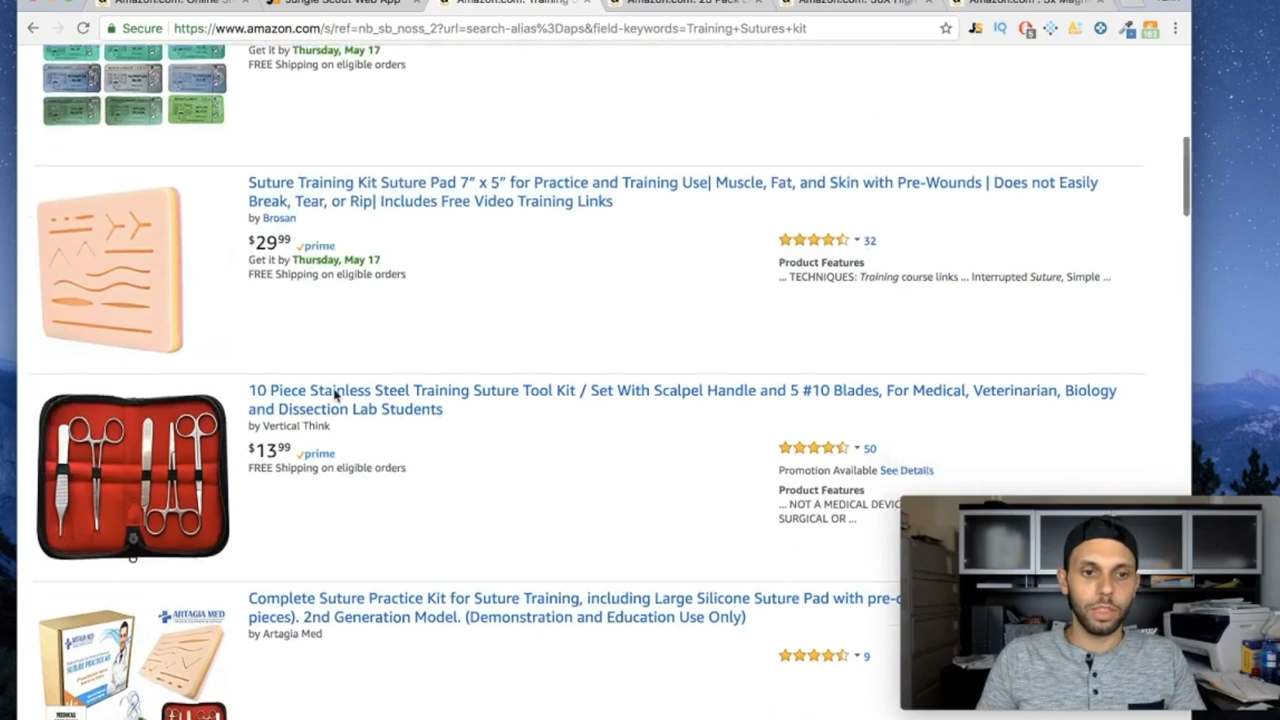 Secure
https://www.amazon.com/s/ref=nb_sb_noss_2?url=search-alias%3Daps&field-keywords=Training+Sutures+kit
Get it by Thursday, May 17
FREE Shipping on eligible orders
Suture Training Kit Suture Pad 7” x 5” for Practice and Training Use| Muscle, Fat, and Skin with Pre-Wounds | Does not Easily
Break, Tear, or Rip| Includes Free Video Training Links
by Brosan
$29 99 prime
32
Get it by Thursday, May 17
FREE Shipping on eligible orders
Product Features
... TECHNIQUES: Training course links ... Interrupted Suture, Simple ...
10 Piece Stainless Steel Training Suture Tool Kit / Set With Scalpel Handle and 5 #10 Blades, For Medical, Veterinarian, Biology
and Dissection Lab Students
by Vertical Think
$13 99 prime
50
FREE Shipping on eligible orders
Promotion Available See Details
Product Features
... NOT A MEDICAL DEVIC
SURGICAL OR ...
Complete Suture Practice Kit for Suture Training, including Large Silicone Suture Pad with pre-c
pieces). 2nd Generation Model. (Demonstration and Education Use Only)
by Artagia Med
9
ARTAGIA MED